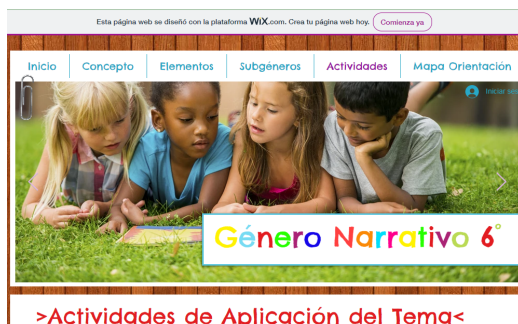 Esta página web se diseñó con la plataforma WiX.com. Crea tu página web hoy. Comienza ya
Inicio Concepto Elementos Subgéneros Actividades Mapa Orientación
Iniciar
Género Narrativo 6°
>Actividades de Aplicación del Tema<